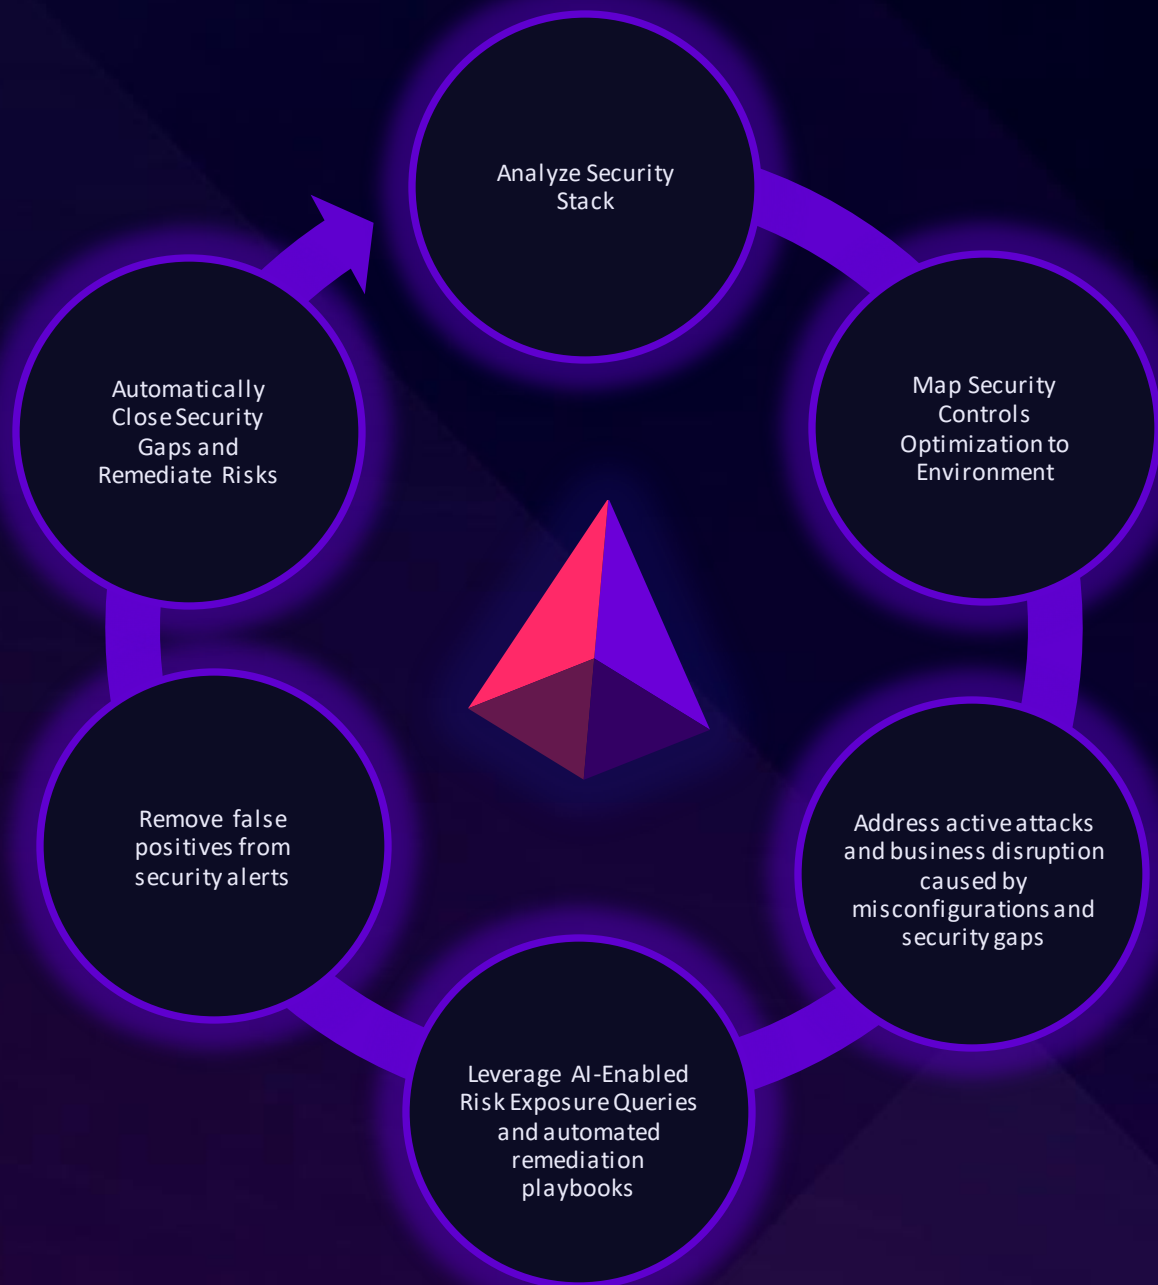 Analyze Security
Stack
Map Security
Controls
Optimization to
Environment
Address active attacks
and business disruption
caused by
misconfigurations and
security gaps
Leverage AI-Enabled
Risk Exposure Queries
and automated
remediation
playbooks
Remove false
positives from
security alerts
Automatically
Close Security
Gaps and
Remediate Risks